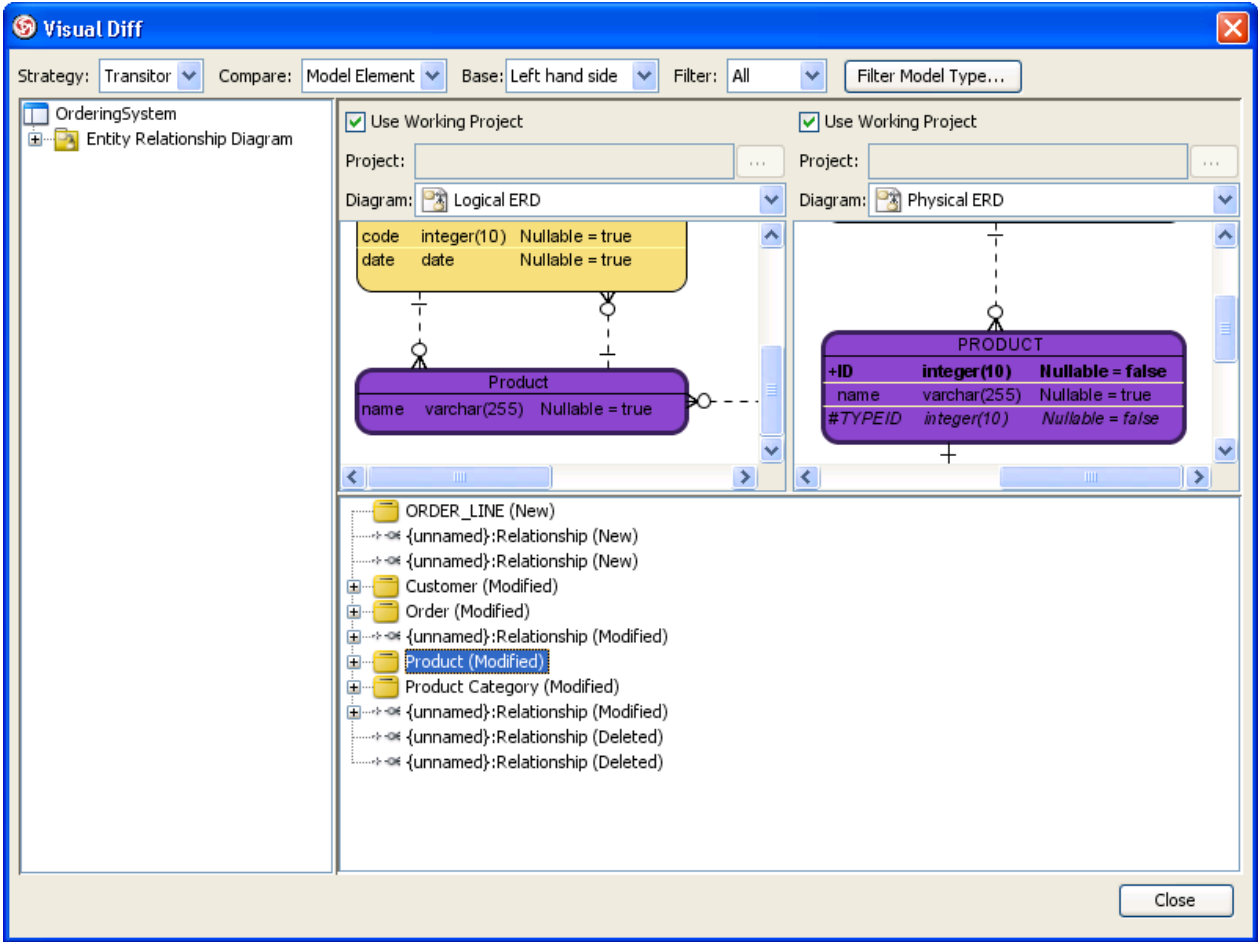 Visual Diff
Strategy: Transitor Compare: Model Element Base: Left hand side Filter: All Filter Model Type...
OrderingSystem
Entity Relationship Diagram
Use Working Project
Project: ...
Diagram: Logical ERD
code integer(10) Nullable = true
date date Nullable = true
Product
name varchar(255) Nullable = true
Use Working Project
Project: ...
Diagram: Physical ERD
PRODUCT
+ID integer(10) Nullable = false
name varchar(255) Nullable = true
#TYPEID integer(10) Nullable = false
ORDER_LINE (New)
{unnamed}:Relationship (New)
{unnamed}:Relationship (New)
Customer (Modified)
Order (Modified)
{unnamed}:Relationship (Modified)
Product (Modified)
Product Category (Modified)
{unnamed}:Relationship (Modified)
{unnamed}:Relationship (Deleted)
{unnamed}:Relationship (Deleted)
Close